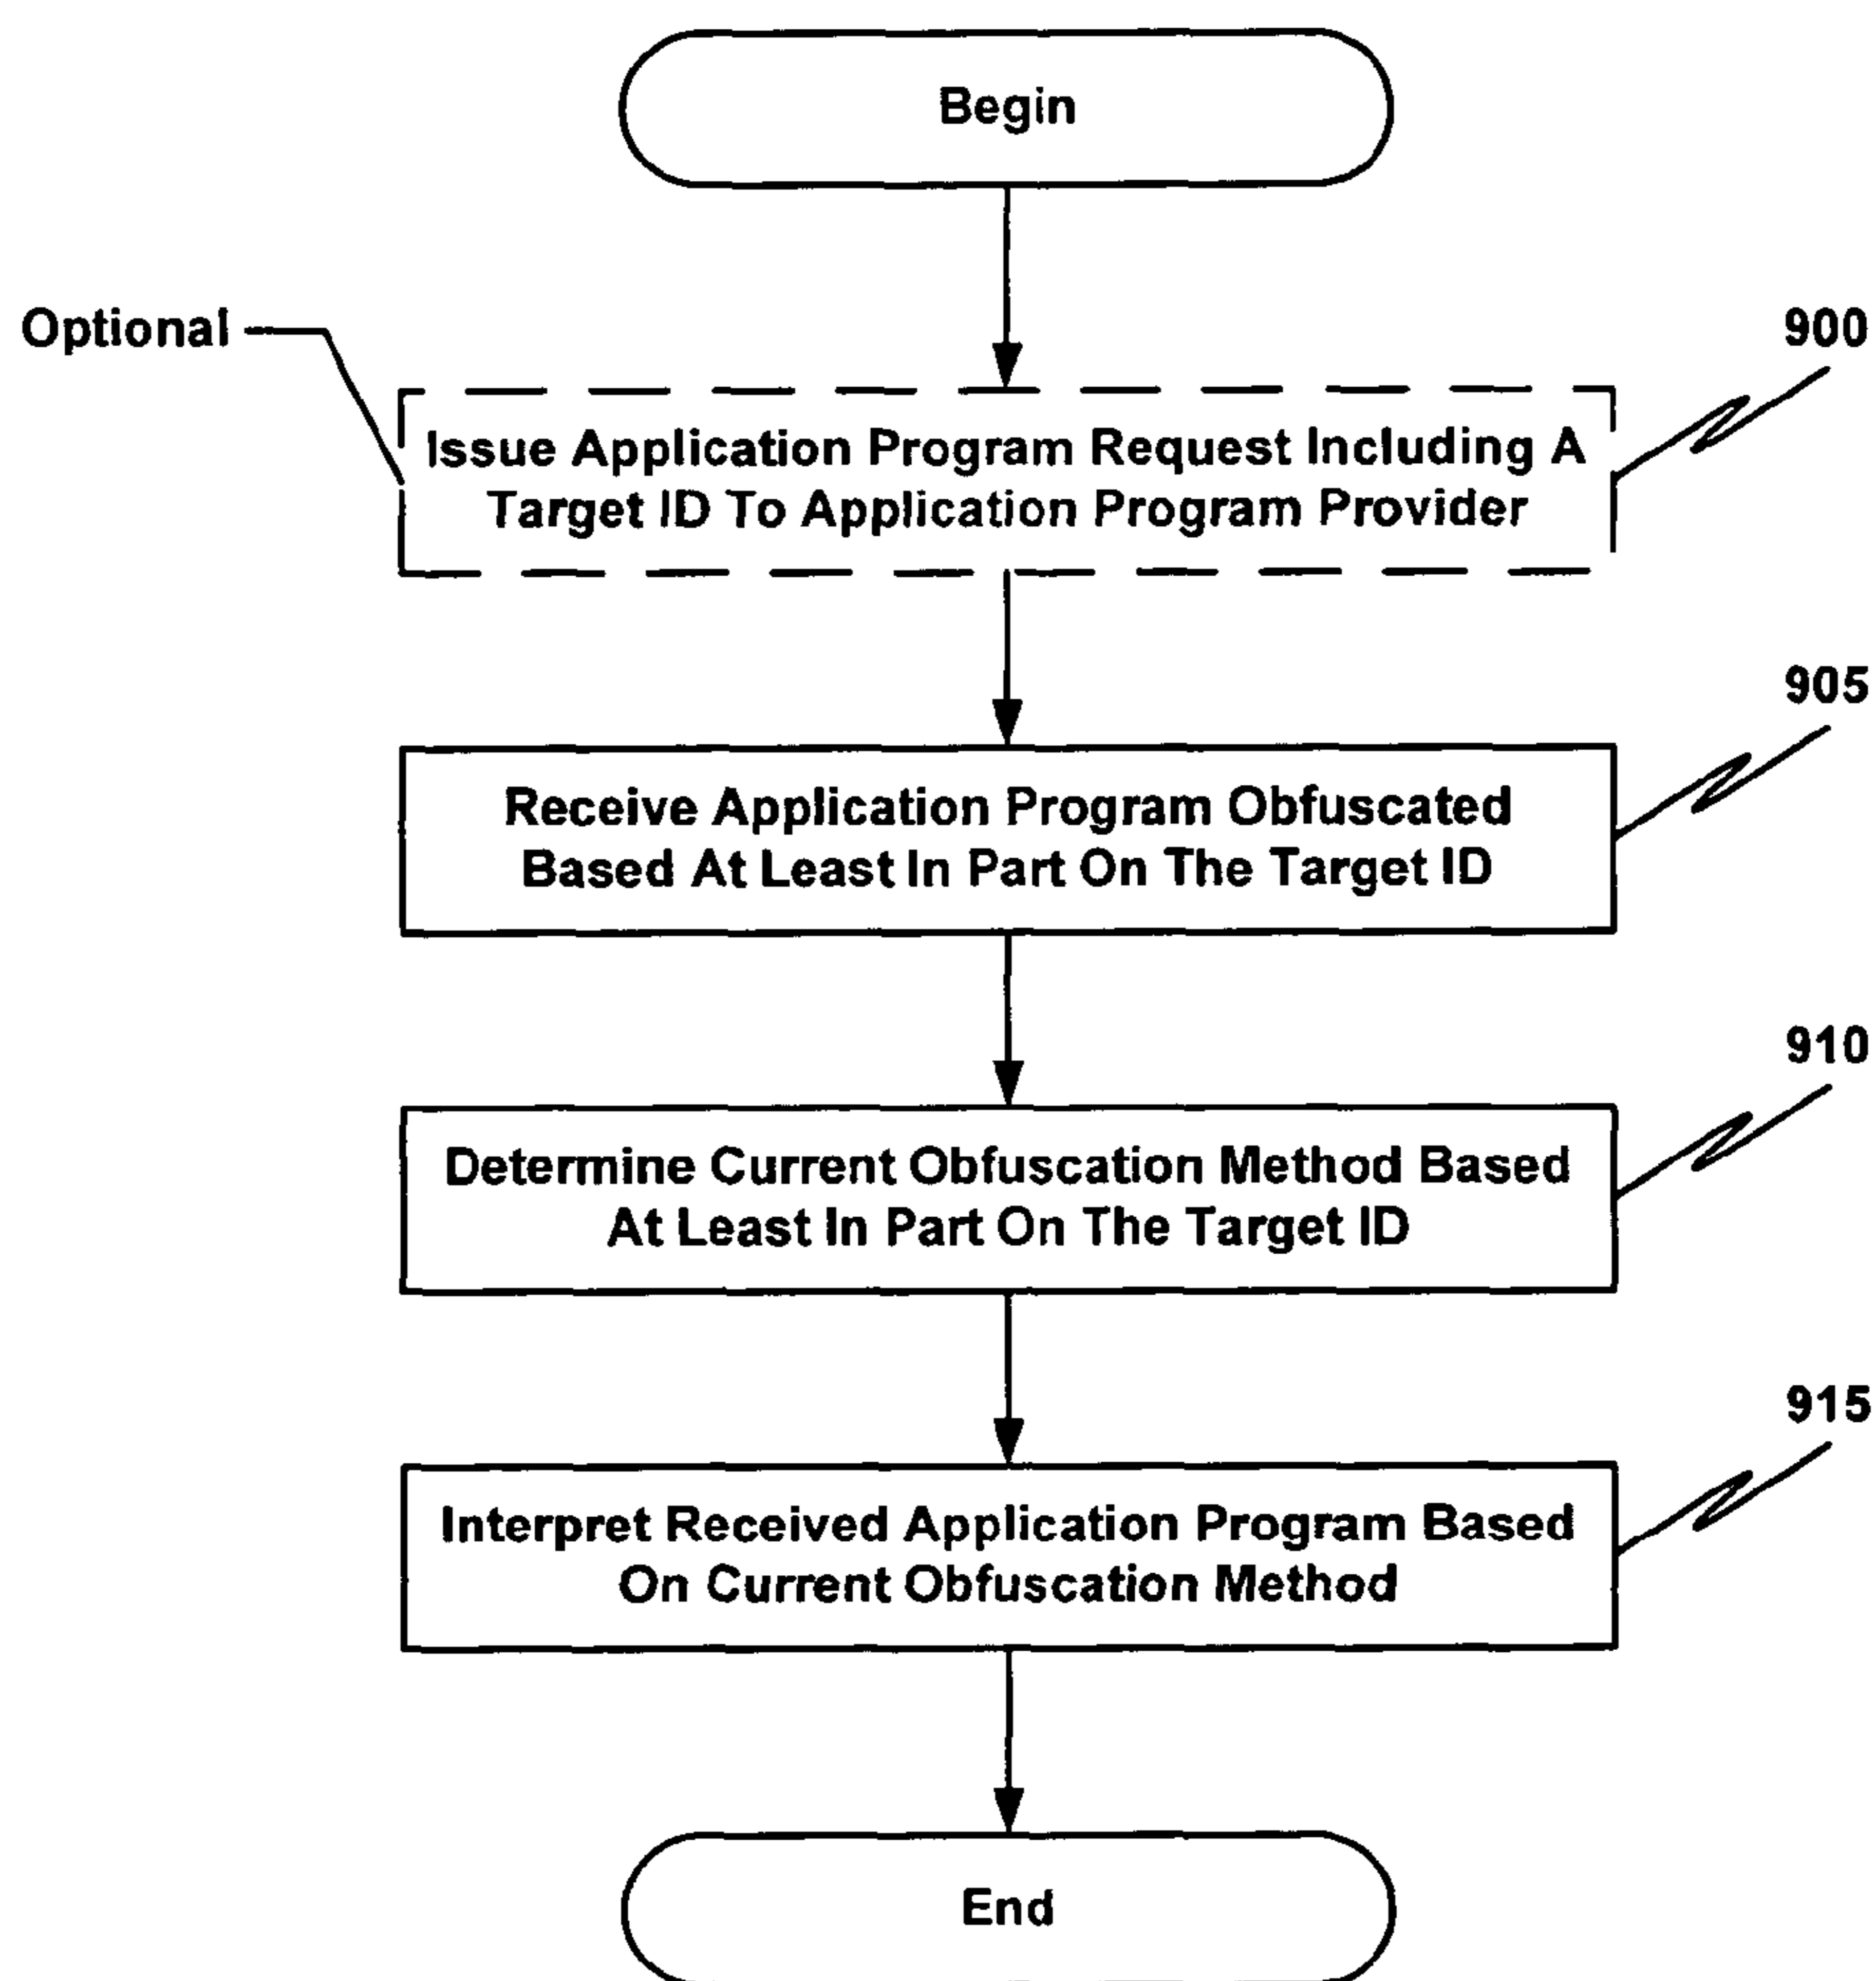 Begin
Optional
900
Issue Application Program Request Including A
Target ID To Application Program Provider
905
Receive Application Program Obfuscated
Based At Least In Part On The Target ID
910
Determine Current Obfuscation Method Based
At Least In Part On The Target ID
915
Interpret Received Application Program Based
On Current Obfuscation Method
End